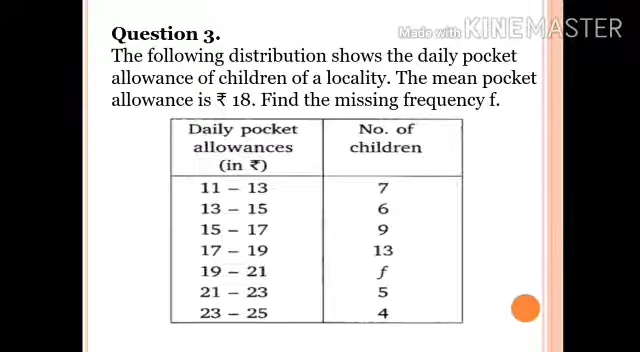 Made with KINEMASTER
Question 3.
The following distribution shows the daily pocket
allowance of children of a locality. The mean pocket
allowance is ₹ 18. Find the missing frequency f.
Daily pocket allowances (in ₹) No. of children
11 – 13 7
13 – 15 6
15 – 17 9
17 – 19 13
19 – 21 f
21 – 23 5
23 – 25 4